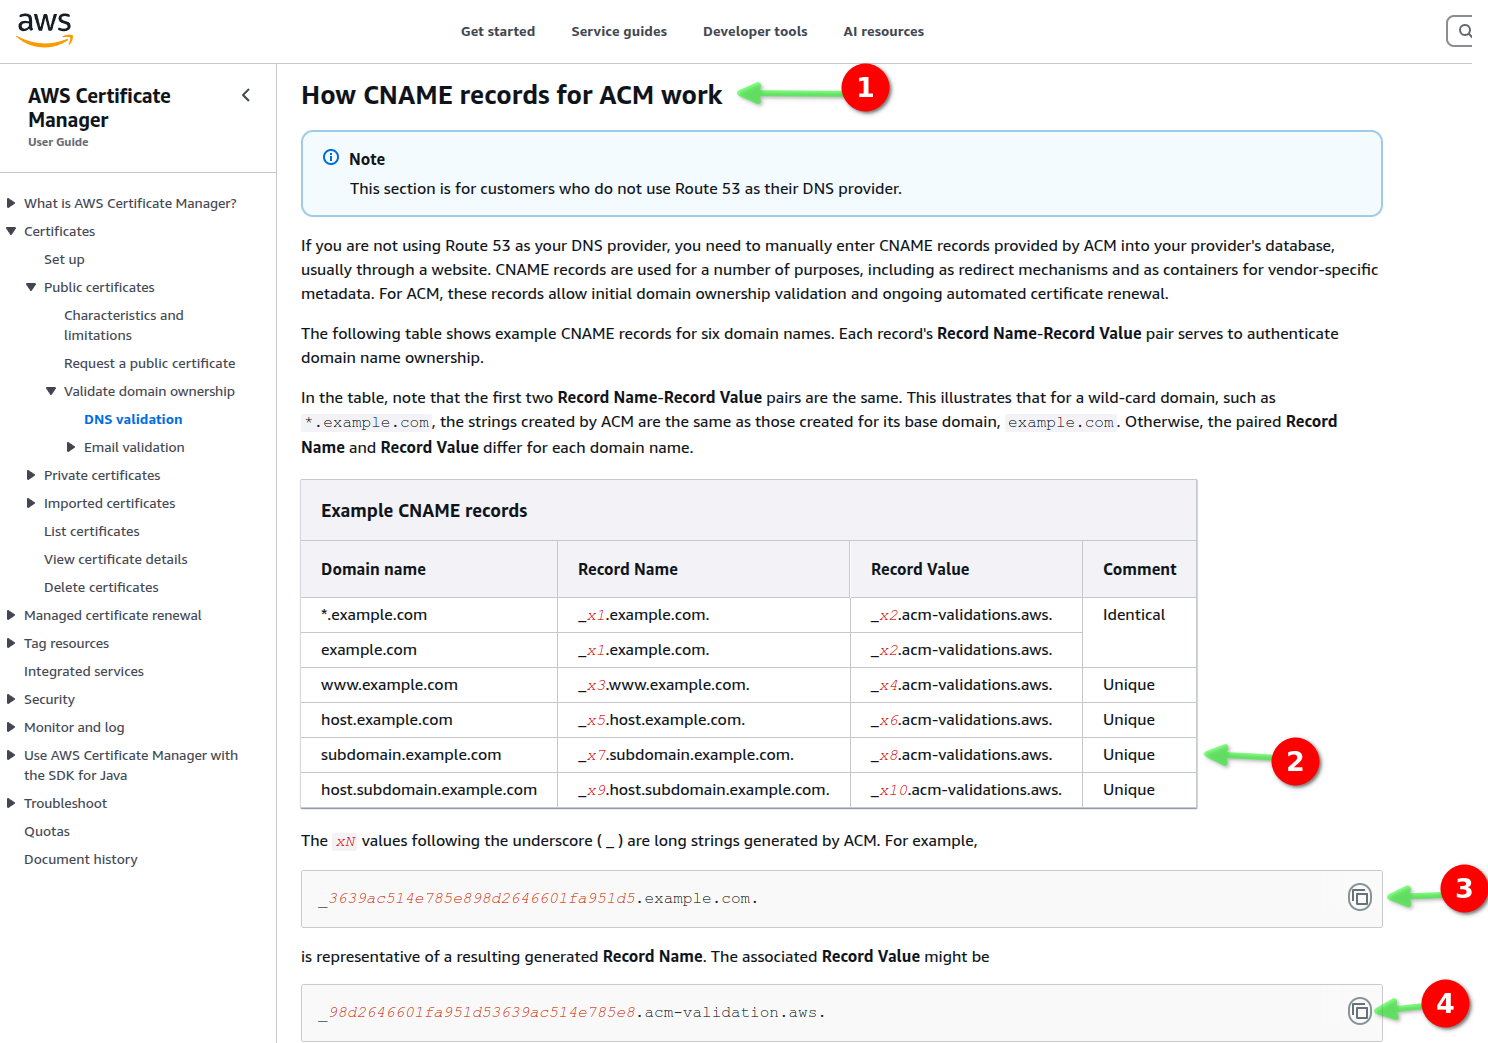 aws
Get started
Service guides
Developer tools
AI resources
AWS Certificate
Manager
User Guide
What is AWS Certificate Manager?
Certificates
Set up
Public certificates
Characteristics and
limitations
Request a public certificate
Validate domain ownership
DNS validation
Email validation
Private certificates
Imported certificates
List certificates
View certificate details
Delete certificates
Managed certificate renewal
Tag resources
Integrated services
Security
Monitor and log
Use AWS Certificate Manager with
the SDK for Java
Troubleshoot
Quotas
Document history
How CNAME records for ACM work
1
Note
This section is for customers who do not use Route 53 as their DNS provider.
If you are not using Route 53 as your DNS provider, you need to manually enter CNAME records provided by ACM into your provider's database,
usually through a website. CNAME records are used for a number of purposes, including as redirect mechanisms and as containers for vendor-specific
metadata. For ACM, these records allow initial domain ownership validation and ongoing automated certificate renewal.
The following table shows example CNAME records for six domain names. Each record's Record Name-Record Value pair serves to authenticate
domain name ownership.
In the table, note that the first two Record Name-Record Value pairs are the same. This illustrates that for a wild-card domain, such as
*.example.com, the strings created by ACM are the same as those created for its base domain, example.com. Otherwise, the paired Record
Name and Record Value differ for each domain name.
Example CNAME records
Domain name Record Name Record Value Comment
*.example.com _x1.example.com. _x2.acm-validations.aws. Identical
example.com _x1.example.com. _x2.acm-validations.aws.
www.example.com _x3.www.example.com. _x4.acm-validations.aws. Unique
host.example.com _x5.host.example.com. _x6.acm-validations.aws. Unique
subdomain.example.com _x7.subdomain.example.com. _x8.acm-validations.aws. Unique
2
host.subdomain.example.com _x9.host.subdomain.example.com. _x10.acm-validations.aws. Unique
The xN values following the underscore ( _ ) are long strings generated by ACM. For example,
_3639ac514e785e898d2646601fa951d5.example.com.
3
is representative of a resulting generated Record Name. The associated Record Value might be
_98d2646601fa951d53639ac514e785e8.acm-validation.aws.
4